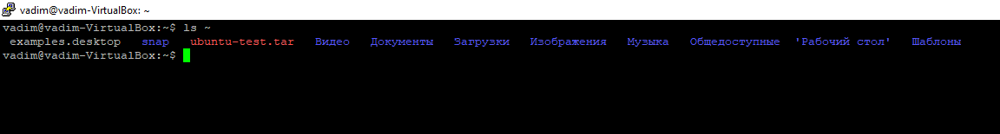 vadim@vadim-VirtualBox: ~
vadim@vadim-VirtualBox:~$ ls ~
examples.desktop snap ubuntu-test.tar Видео Документы Загрузки Изображения Музыка Общедоступные 'Рабочий стол' Шаблоны
vadim@vadim-VirtualBox:~$